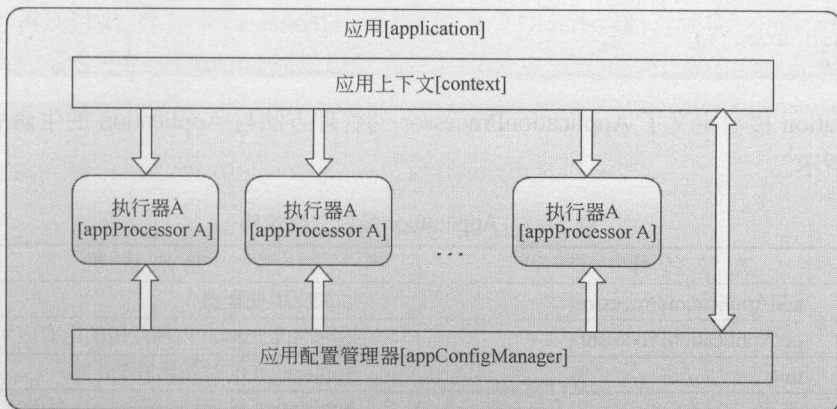 应用[application]
应用上下文[context]
执行器A
[appProcessor A]
执行器A
[appProcessor A]
...
执行器A
[appProcessor A]
应用配置管理器[appConfigManager]